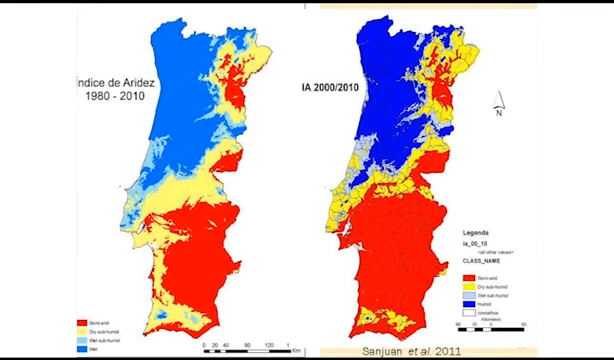 Índice de Aridez
1980 - 2010
Semi-arid
Dry sub-humid
Wet sub-humid
Wet
0 20 40 80 120
Km
IA 2000/2010
N
Legenda
ia_00_10
<all other values>
CLASS_NAME
Semi-arid
Dry sub-humid
Wet sub-humid
Humid
concelhos
Kilometers
Sanjuan et al. 2011